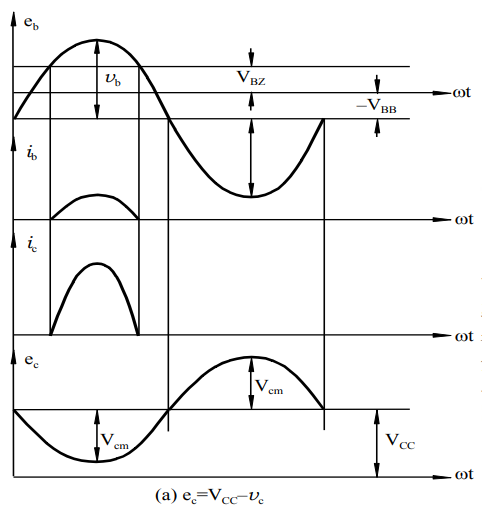 e_b
υ_b
V_BZ
ωt
−V_BB
i_b
ωt
i_c
ωt
e_c
V_cm
V_cm
V_CC
ωt
(a) e_c=V_CC−υ_c